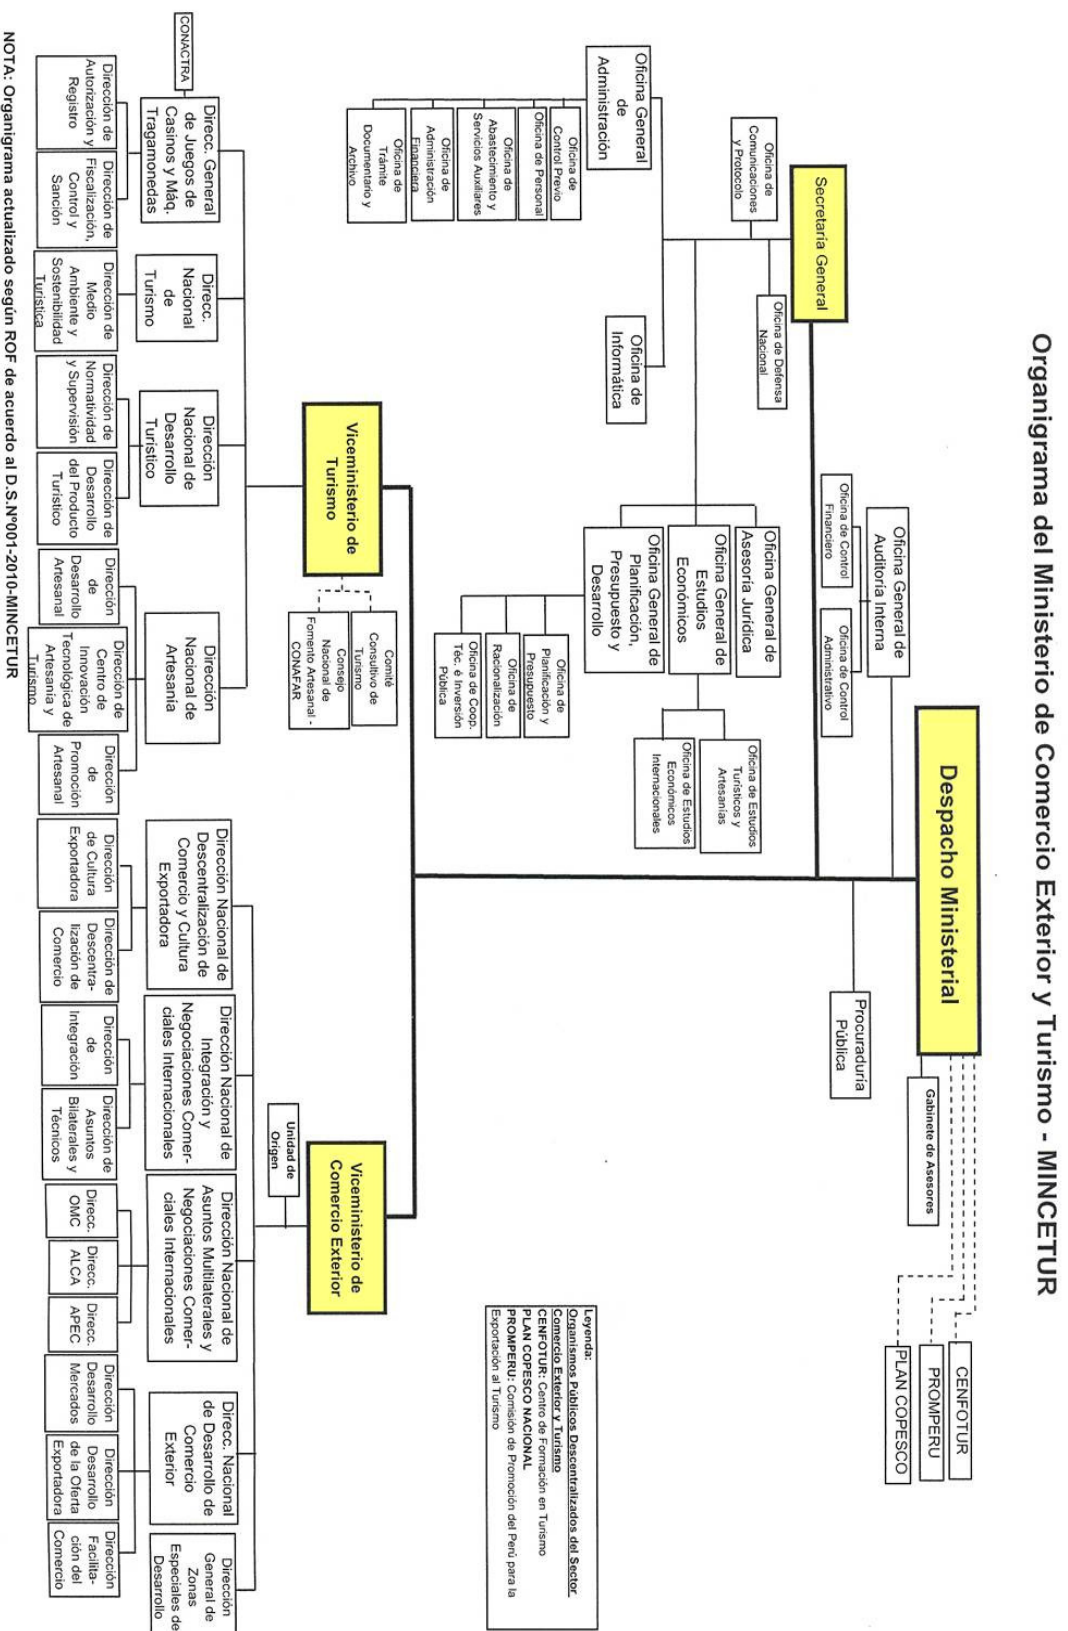 Organigrama del Ministerio de Comercio Exterior y Turismo - MINCETUR
Despacho Ministerial
Gabinete de Asesores
CENFOTUR
PROMPERU
PLAN COPESCO
Oficina General de
Auditoría Interna
Oficina de Control
Financiero
Oficina de Control
Administrativo
Procuraduría
Pública
Secretaría General
Oficina de
Comunicaciones
y Protocolo
Oficina de Defensa
Nacional
Oficina General
de
Administración
Oficina de
Control Previo
Oficina de Personal
Oficina de
Abastecimiento y
Servicios Auxiliares
Oficina de
Administración
Financiera
Oficina de
Trámite
Documentario y
Archivo
Oficina de
Informática
Oficina General de
Asesoría Jurídica
Oficina General de
Estudios
Económicos
Oficina General de
Planificación,
Presupuesto y
Desarrollo
Oficina de Estudios
Turísticos y
Artesanías
Oficina de Estudios
Económicos
Internacionales
Oficina de
Planificación y
Presupuesto
Oficina de
Racionalización
Oficina de Coop.
Téc. é Inversión
Pública
Leyenda:
Organismos Públicos Descentralizados del Sector
Comercio Exterior y Turismo
CENFOTUR: Centro de Formación en Turismo
PLAN COPESCO NACIONAL
PROMPERU: Comisión de Promoción del Perú para la
Exportación al Turismo
Viceministerio de
Turismo
Comité
Consultivo de
Turismo
Consejo
Nacional de
Fomento Artesanal -
CONAFAR
Viceministerio de
Comercio Exterior
Unidad de
Origen
CONACTRA
Direcc. General
de Juegos de
Casinos y Máq.
Tragamonedas
Direcc.
Nacional
de
Turismo
Dirección
Nacional de
Desarrollo
Turistico
Dirección
Nacional de
Artesanía
Dirección Nacional de
Descentralización de
Comercio y Cultura
Exportadora
Dirección Nacional de
Integración y
Negociaciones Comer-
ciales Internacionales
Dirección Nacional de
Asuntos Multilaterales y
Negociaciones Comer-
ciales Internacionales
Direcc. Nacional
de Desarrollo de
Comercio
Exterior
Dirección
General de
Zonas
Especiales de
Desarrollo
Dirección de
Autorización y
Registro
Dirección de
Fiscalización,
Control y
Sanción
Dirección de
Medio
Ambiente y
Sostenibilidad
Turística
Dirección de
Normatividad
y Supervisión
Dirección de
Desarrollo
del Producto
Turistico
Dirección
de
Desarrollo
Artesanal
Dirección de
Centro de
Innovación
Tecnológica de
Artesanía y
Turismo
Dirección
de
Promoción
Artesanal
Dirección
de Cultura
Exportadora
Dirección de
Descentra-
lización de
Comercio
Dirección
de
Integración
Dirección de
Asuntos
Bilaterales y
Técnicos
Direcc.
OMC
Direcc.
ALCA
Direcc.
APEC
Dirección
Desarrollo
Mercados
Dirección
Desarrollo
de la Oferta
Exportadora
Dirección
Facilita-
ción del
Comercio
NOTA: Organigrama actualizado según ROF de acuerdo al D.S.Nº001-2010-MINCETUR